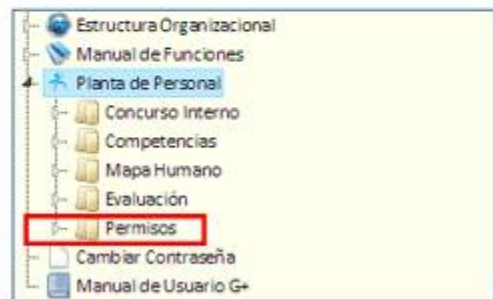 Estructura Organizacional
Manual de Funciones
Planta de Personal
Concurso Interno
Competencias
Mapa Humano
Evaluación
Permisos
Cambiar Contraseña
Manual de Usuario G+